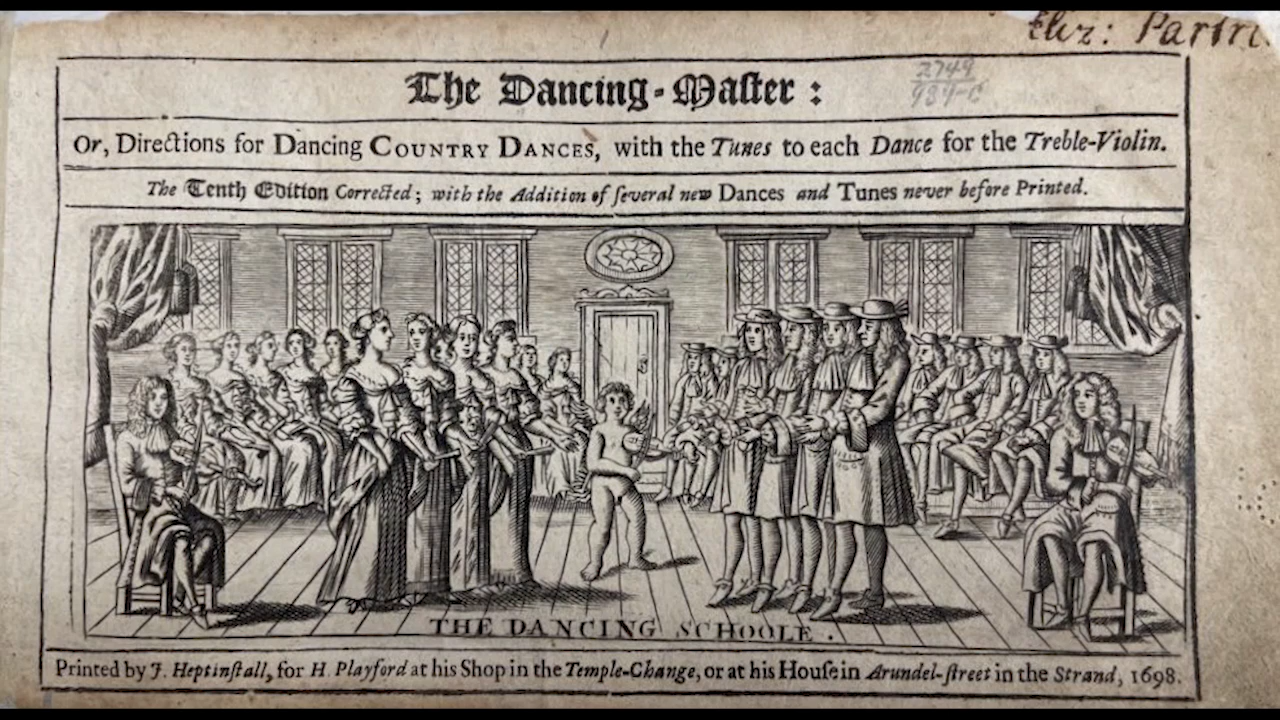 Eliz: Partri
The Dancing-Maſter:
2749
984-c
Or, Directions for Dancing COUNTRY DANCES, with the Tunes to each Dance for the Treble-Violin.
The Tenth Edition Corrected; with the Addition of ſeveral new Dances and Tunes never before Printed.
THE DANCING SCHOOLE.
Printed by J. Heptinſtall, for H. Playford at his Shop in the Temple-Change, or at his Houſe in Arundel-ſtreet in the Strand, 1698.